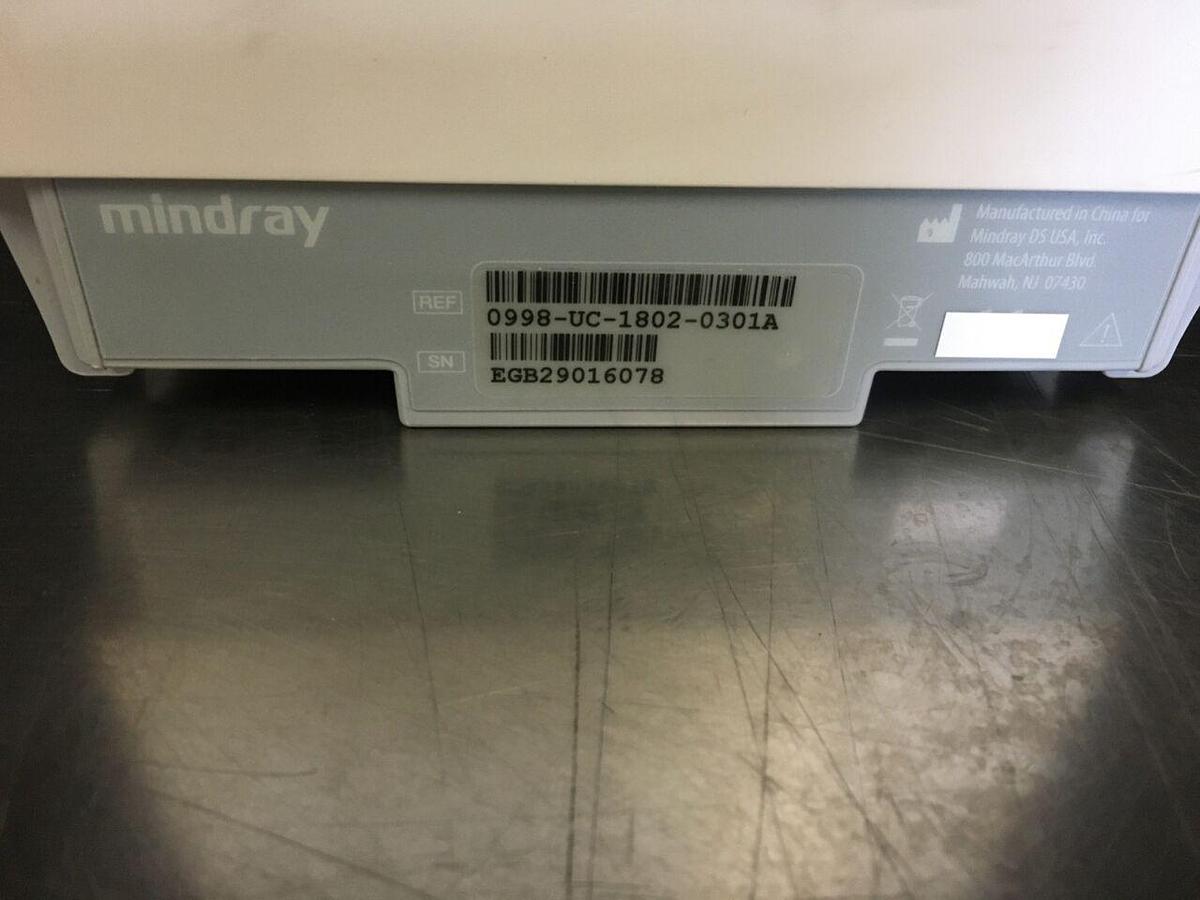 mindray
REF
0998-UC-1802-0301A
SN
EGB29016078
Manufactured in China for
Mindray DS USA, Inc.
800 MacArthur Blvd.
Mahwah, NJ 07430